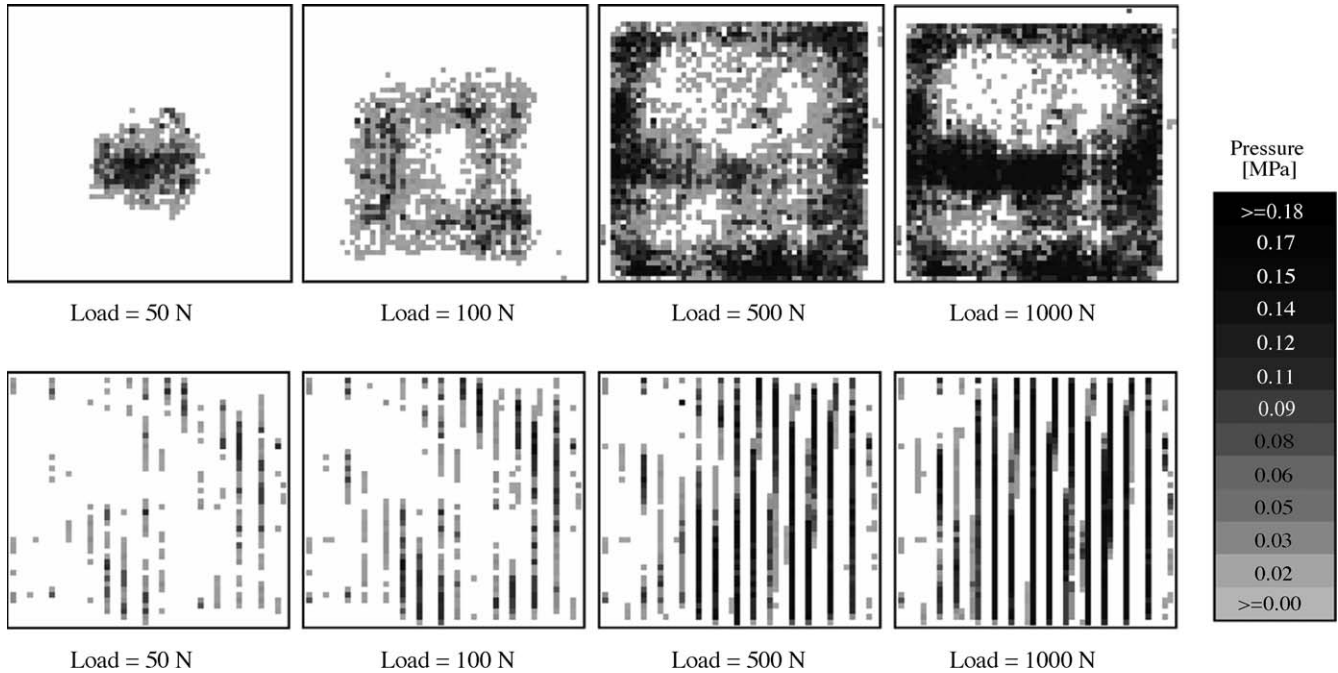 Load = 50 N
Load = 100 N
Load = 500 N
Load = 1000 N
Pressure
[MPa]
>=0.18
0.17
0.15
0.14
0.12
0.11
0.09
0.08
0.06
0.05
0.03
0.02
>=0.00
Load = 50 N
Load = 100 N
Load = 500 N
Load = 1000 N